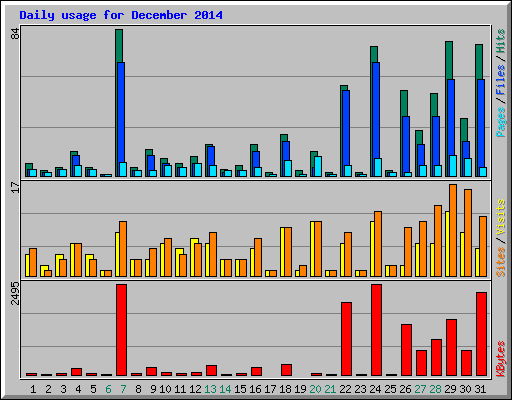 Daily usage for December 2014
84
Pages / Files / Hits
17
Sites / Visits
2495
KBytes
1 2 3 4 5 6 7 8 9 10 11 12 13 14 15 16 17 18 19 20 21 22 23 24 25 26 27 28 29 30 31